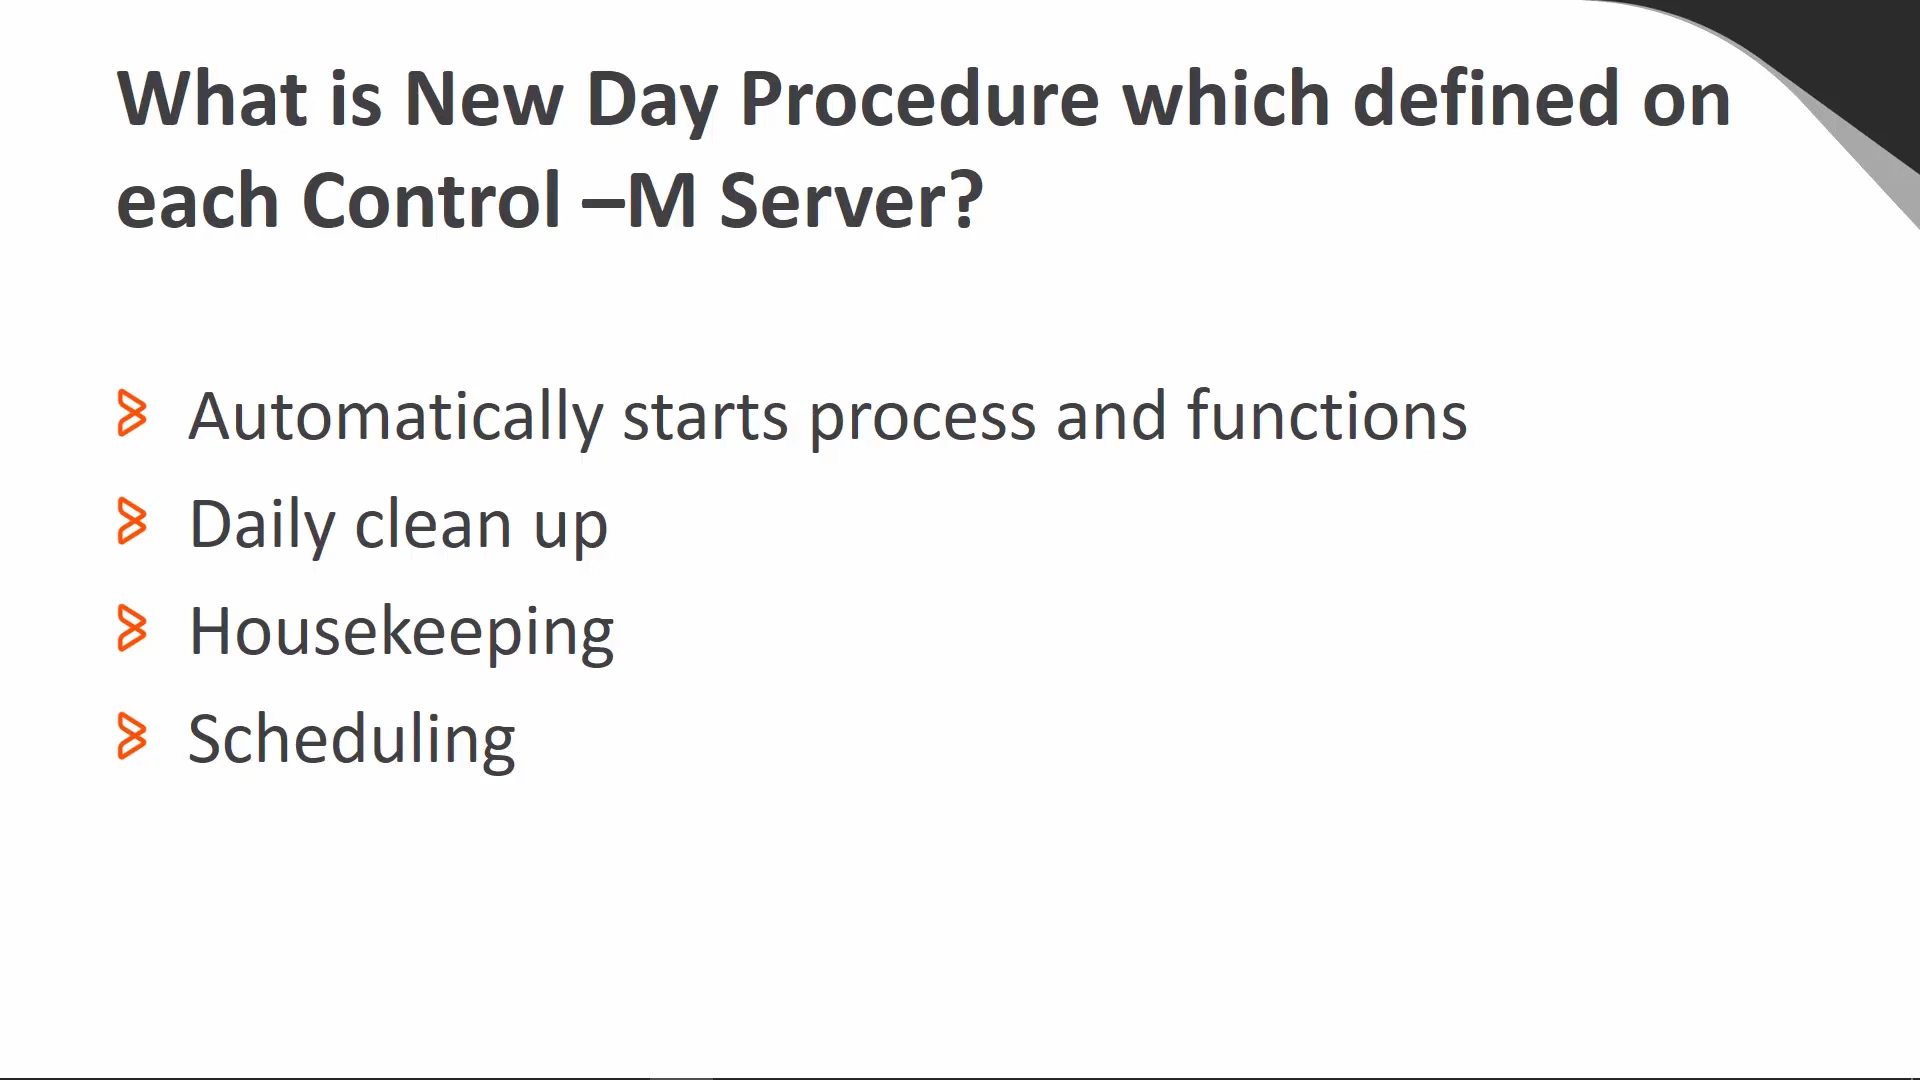 What is New Day Procedure which defined on
each Control –M Server?
Automatically starts process and functions
Daily clean up
Housekeeping
Scheduling